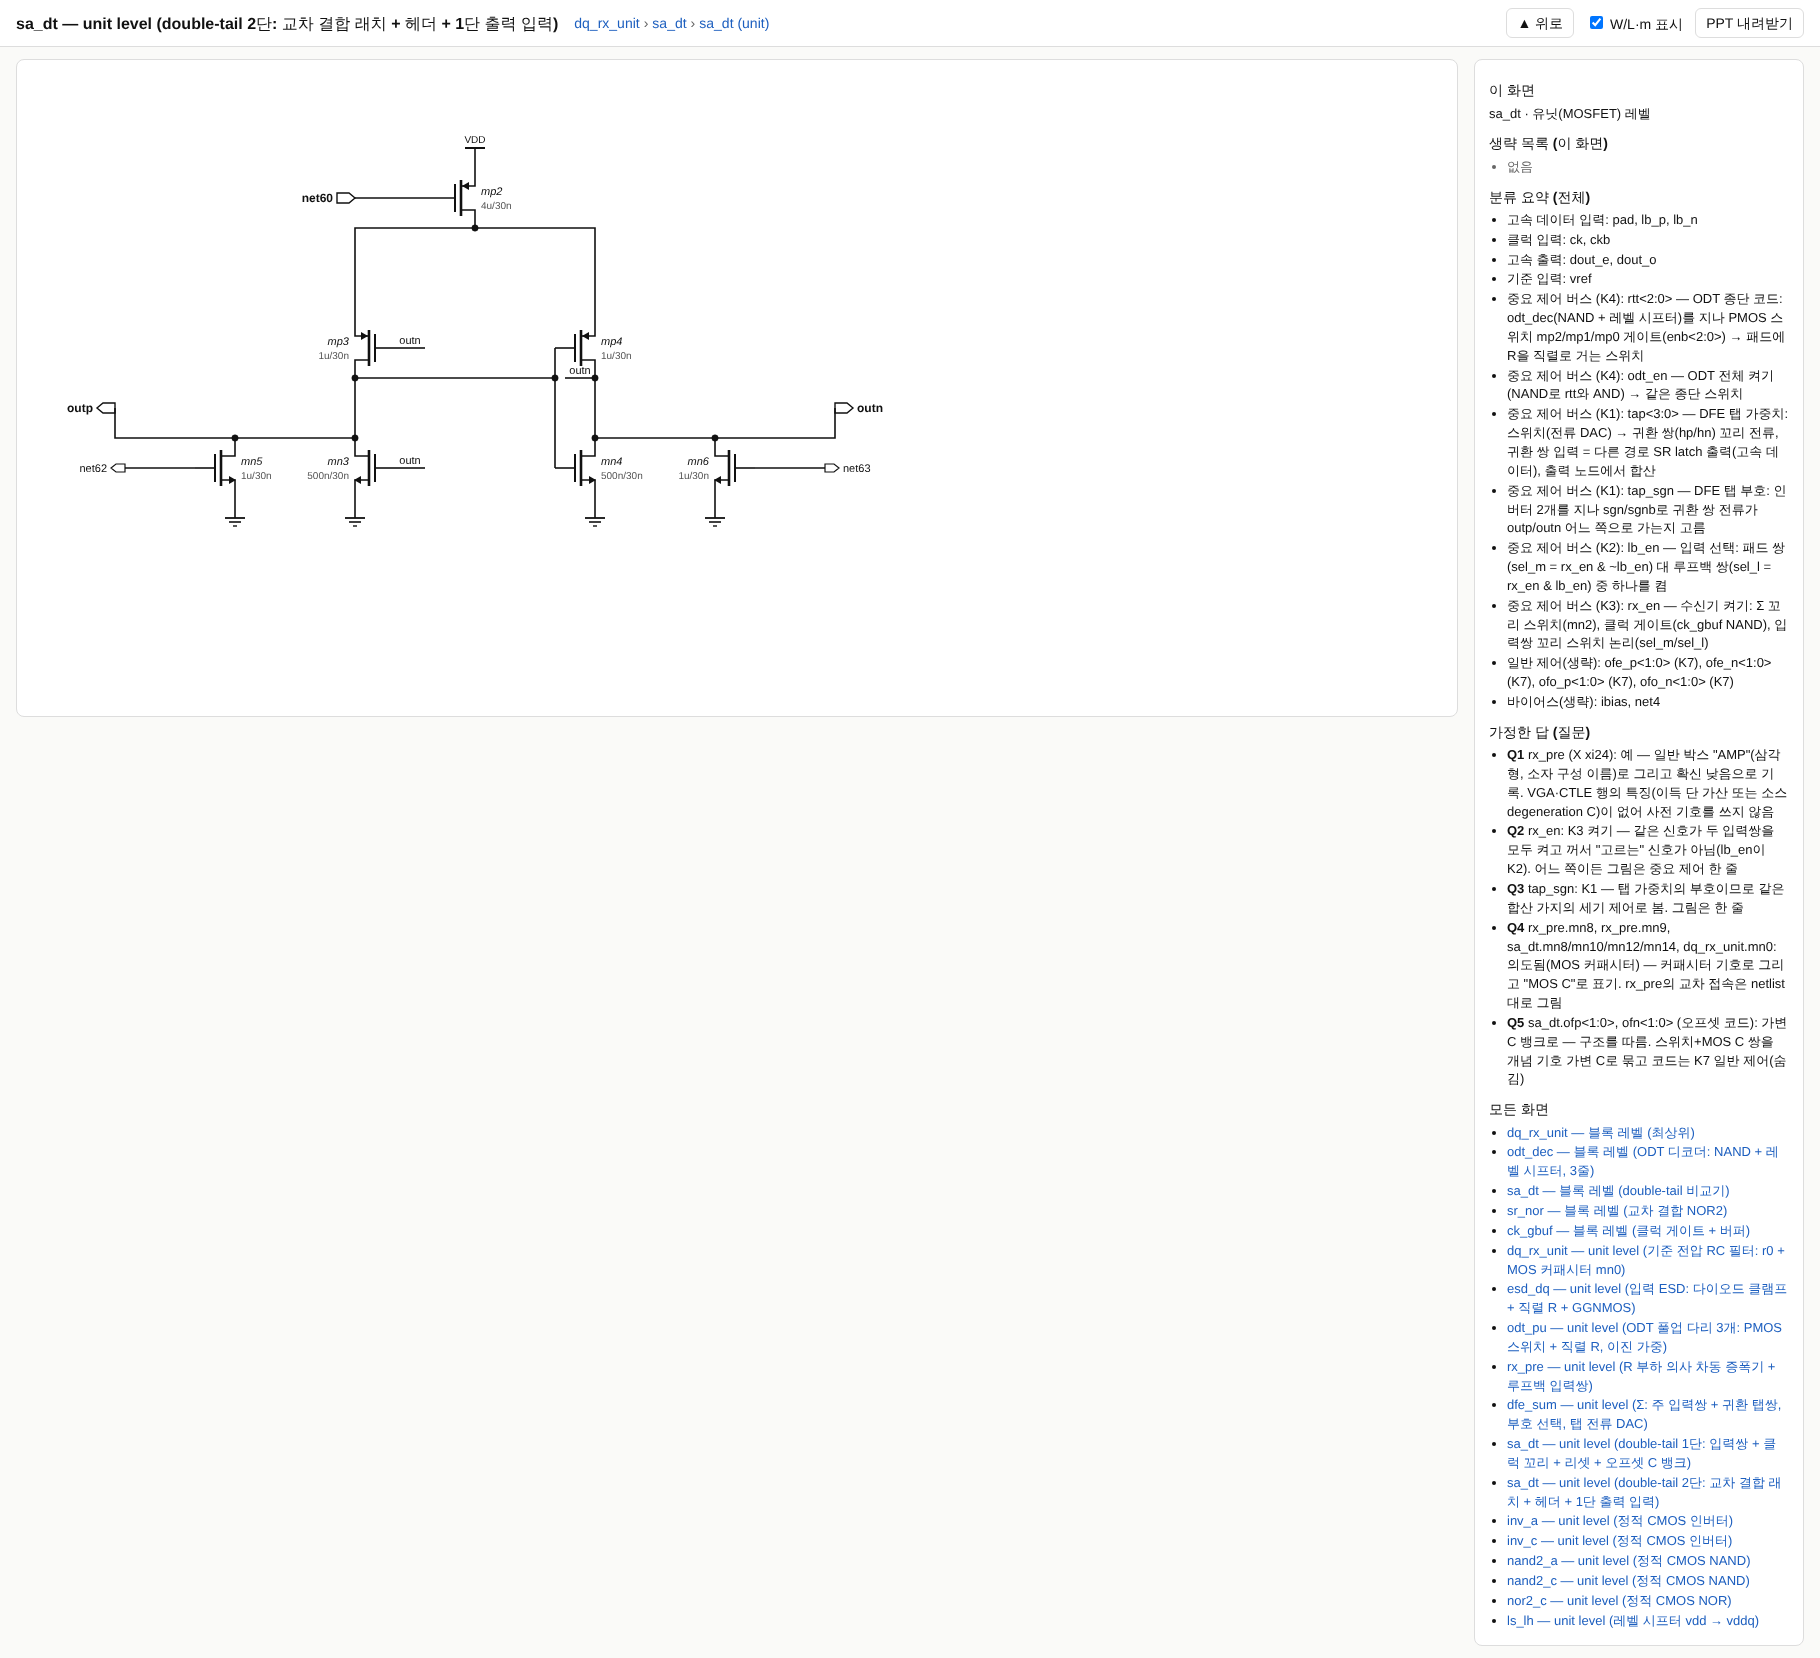 sa_dt — unit level (double-tail 2단: 교차 결합 래치 + 헤더 + 1단 출력 입력)
dq_rx_unit › sa_dt › sa_dt (unit)
▲ 위로
W/L·m 표시
PPT 내려받기
VDD
net60
mp2
4u/30n
mp3
1u/30n
outn
mp4
1u/30n
outn
outp
outn
net62
mn5
1u/30n
mn3
500n/30n
outn
mn4
500n/30n
mn6
1u/30n
net63
이 화면
sa_dt · 유닛(MOSFET) 레벨
생략 목록 (이 화면)
없음
분류 요약 (전체)
고속 데이터 입력: pad, lb_p, lb_n
클럭 입력: ck, ckb
고속 출력: dout_e, dout_o
기준 입력: vref
중요 제어 버스 (K4): rtt<2:0> — ODT 종단 코드:
odt_dec(NAND + 레벨 시프터)를 지나 PMOS 스
위치 mp2/mp1/mp0 게이트(enb<2:0>) → 패드에
R을 직렬로 거는 스위치
중요 제어 버스 (K4): odt_en — ODT 전체 켜기
(NAND로 rtt와 AND) → 같은 종단 스위치
중요 제어 버스 (K1): tap<3:0> — DFE 탭 가중치:
스위치(전류 DAC) → 귀환 쌍(hp/hn) 꼬리 전류,
귀환 쌍 입력 = 다른 경로 SR latch 출력(고속 데
이터), 출력 노드에서 합산
중요 제어 버스 (K1): tap_sgn — DFE 탭 부호: 인
버터 2개를 지나 sgn/sgnb로 귀환 쌍 전류가
outp/outn 어느 쪽으로 가는지 고름
중요 제어 버스 (K2): lb_en — 입력 선택: 패드 쌍
(sel_m = rx_en & ~lb_en) 대 루프백 쌍(sel_l =
rx_en & lb_en) 중 하나를 켬
중요 제어 버스 (K3): rx_en — 수신기 켜기: Σ 꼬
리 스위치(mn2), 클럭 게이트(ck_gbuf NAND), 입
력쌍 꼬리 스위치 논리(sel_m/sel_l)
일반 제어(생략): ofe_p<1:0> (K7), ofe_n<1:0>
(K7), ofo_p<1:0> (K7), ofo_n<1:0> (K7)
바이어스(생략): ibias, net4
가정한 답 (질문)
Q1 rx_pre (X xi24): 예 — 일반 박스 "AMP"(삼각
형, 소자 구성 이름)로 그리고 확신 낮음으로 기
록. VGA·CTLE 행의 특징(이득 단 가산 또는 소스
degeneration C)이 없어 사전 기호를 쓰지 않음
Q2 rx_en: K3 켜기 — 같은 신호가 두 입력쌍을
모두 켜고 꺼서 "고르는" 신호가 아님(lb_en이
K2). 어느 쪽이든 그림은 중요 제어 한 줄
Q3 tap_sgn: K1 — 탭 가중치의 부호이므로 같은
합산 가지의 세기 제어로 봄. 그림은 한 줄
Q4 rx_pre.mn8, rx_pre.mn9,
sa_dt.mn8/mn10/mn12/mn14, dq_rx_unit.mn0:
의도됨(MOS 커패시터) — 커패시터 기호로 그리
고 "MOS C"로 표기. rx_pre의 교차 접속은 netlist
대로 그림
Q5 sa_dt.ofp<1:0>, ofn<1:0> (오프셋 코드): 가변
C 뱅크로 — 구조를 따름. 스위치+MOS C 쌍을
개념 기호 가변 C로 묶고 코드는 K7 일반 제어(숨
김)
모든 화면
dq_rx_unit — 블록 레벨 (최상위)
odt_dec — 블록 레벨 (ODT 디코더: NAND + 레
벨 시프터, 3줄)
sa_dt — 블록 레벨 (double-tail 비교기)
sr_nor — 블록 레벨 (교차 결합 NOR2)
ck_gbuf — 블록 레벨 (클럭 게이트 + 버퍼)
dq_rx_unit — unit level (기준 전압 RC 필터: r0 +
MOS 커패시터 mn0)
esd_dq — unit level (입력 ESD: 다이오드 클램프
+ 직렬 R + GGNMOS)
odt_pu — unit level (ODT 풀업 다리 3개: PMOS
스위치 + 직렬 R, 이진 가중)
rx_pre — unit level (R 부하 의사 차동 증폭기 +
루프백 입력쌍)
dfe_sum — unit level (Σ: 주 입력쌍 + 귀환 탭쌍,
부호 선택, 탭 전류 DAC)
sa_dt — unit level (double-tail 1단: 입력쌍 + 클
럭 꼬리 + 리셋 + 오프셋 C 뱅크)
sa_dt — unit level (double-tail 2단: 교차 결합 래
치 + 헤더 + 1단 출력 입력)
inv_a — unit level (정적 CMOS 인버터)
inv_c — unit level (정적 CMOS 인버터)
nand2_a — unit level (정적 CMOS NAND)
nand2_c — unit level (정적 CMOS NAND)
nor2_c — unit level (정적 CMOS NOR)
ls_lh — unit level (레벨 시프터 vdd → vddq)